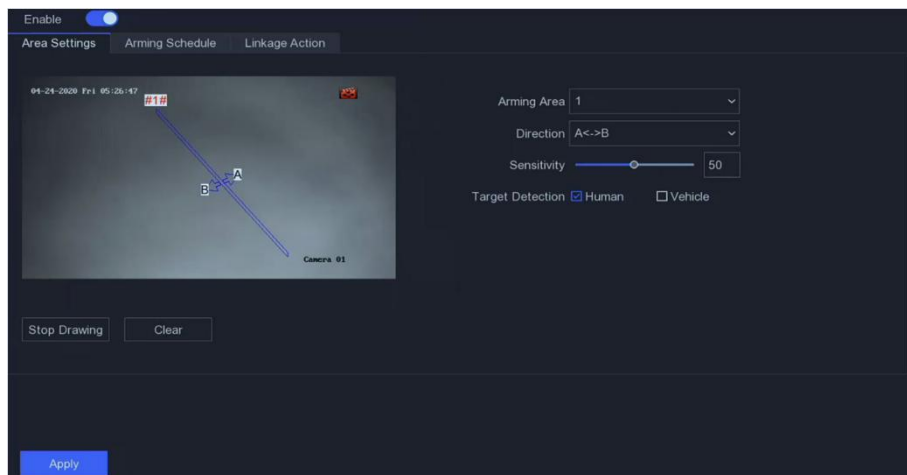 Enable
Area Settings Arming Schedule Linkage Action
04-24-2020 Fri 05:26:47
#1#
A
B
Camera 01
Arming Area 1
Direction A<->B
Sensitivity 50
Target Detection Human Vehicle
Stop Drawing Clear
Apply